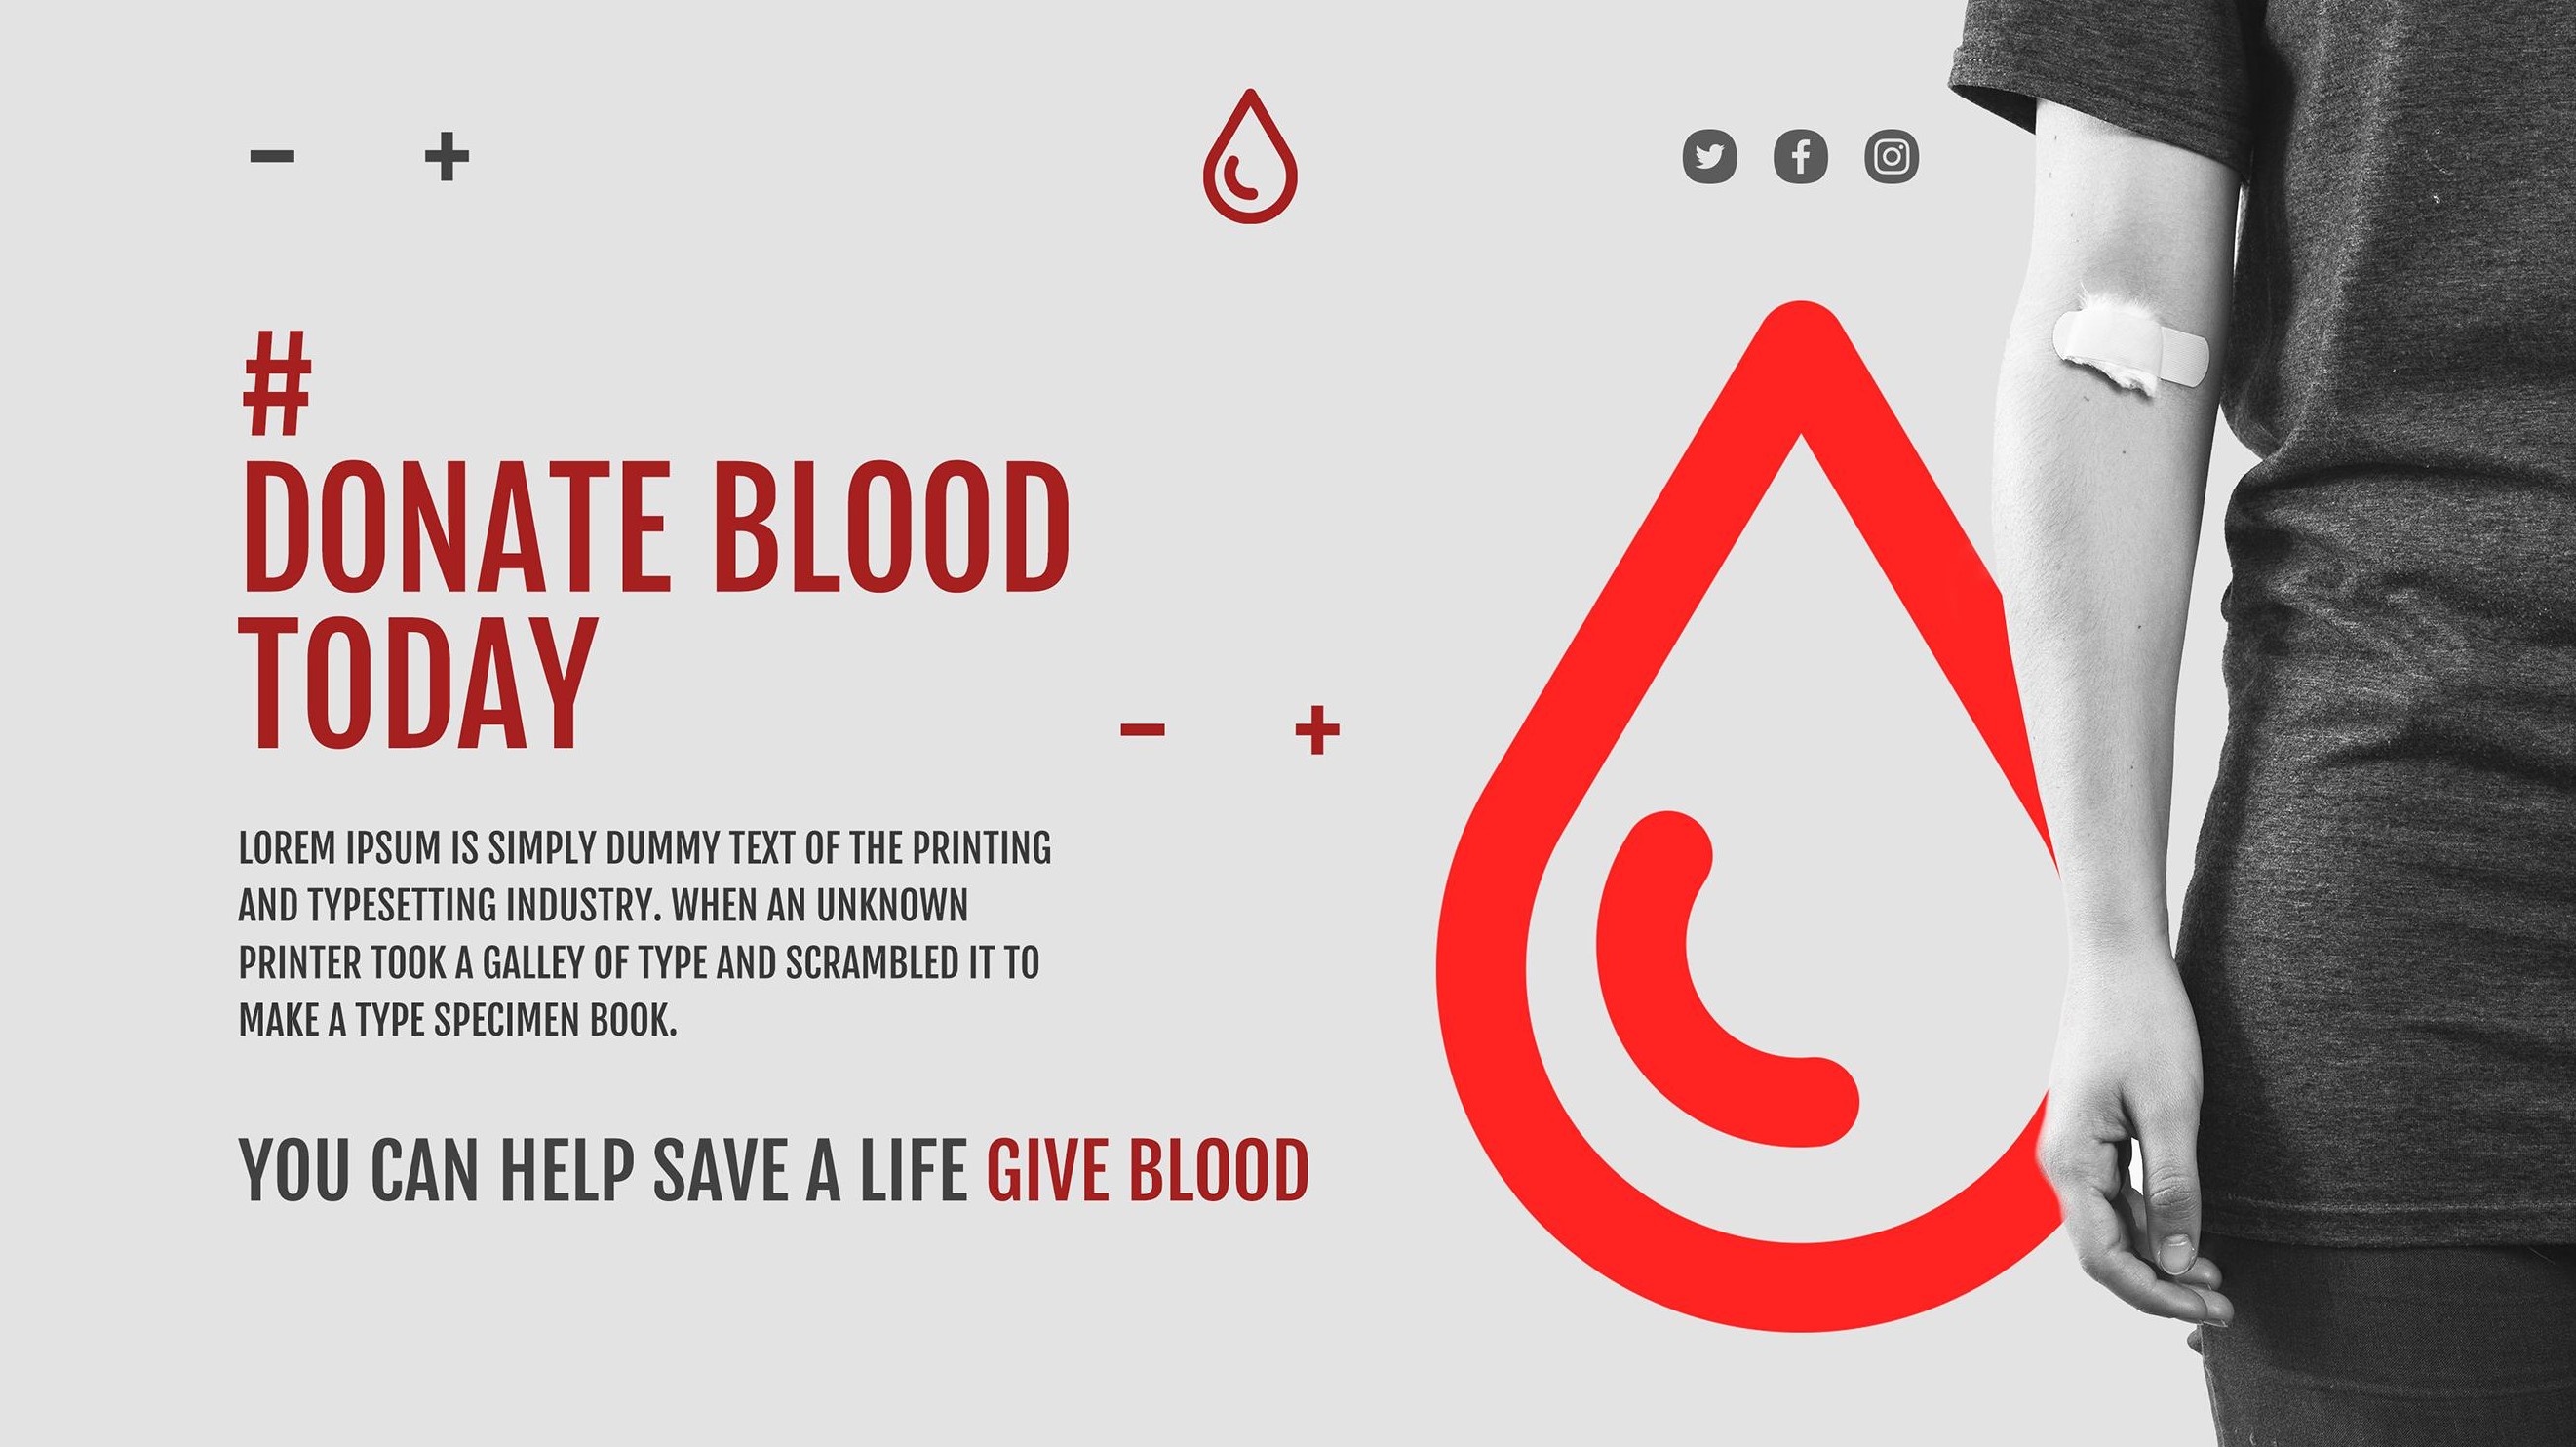 - +
#
DONATE BLOOD
TODAY
- +
LOREM IPSUM IS SIMPLY DUMMY TEXT OF THE PRINTING
AND TYPESETTING INDUSTRY. WHEN AN UNKNOWN
PRINTER TOOK A GALLEY OF TYPE AND SCRAMBLED IT TO
MAKE A TYPE SPECIMEN BOOK.
YOU CAN HELP SAVE A LIFE GIVE BLOOD